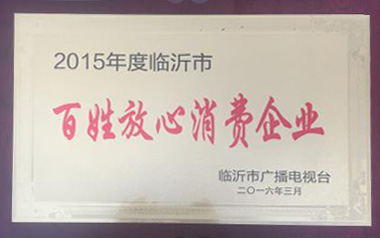 2015年度临沂市
百姓放心消费企业
临沂市广播电视台
二〇一六年三月